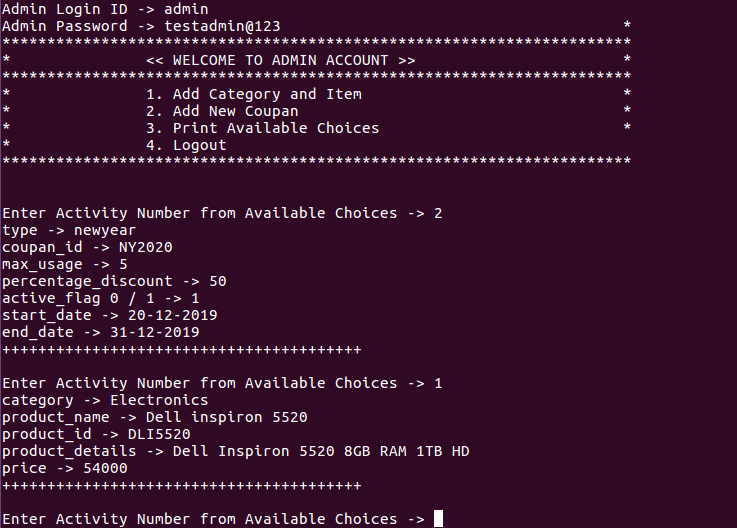 Admin Login ID -> admin
Admin Password -> testadmin@123 *
**********************************************************************
* << WELCOME TO ADMIN ACCOUNT >> *
**********************************************************************
* 1. Add Category and Item *
* 2. Add New Coupan *
* 3. Print Available Choices *
* 4. Logout
**********************************************************************
Enter Activity Number from Available Choices -> 2
type -> newyear
coupan_id -> NY2020
max_usage -> 5
percentage_discount -> 50
active_flag 0 / 1 -> 1
start_date -> 20-12-2019
end_date -> 31-12-2019
++++++++++++++++++++++++++++++++++++++++
Enter Activity Number from Available Choices -> 1
category -> Electronics
product_name -> Dell inspiron 5520
product_id -> DLI5520
product_details -> Dell Inspiron 5520 8GB RAM 1TB HD
price -> 54000
++++++++++++++++++++++++++++++++++++++++
Enter Activity Number from Available Choices ->